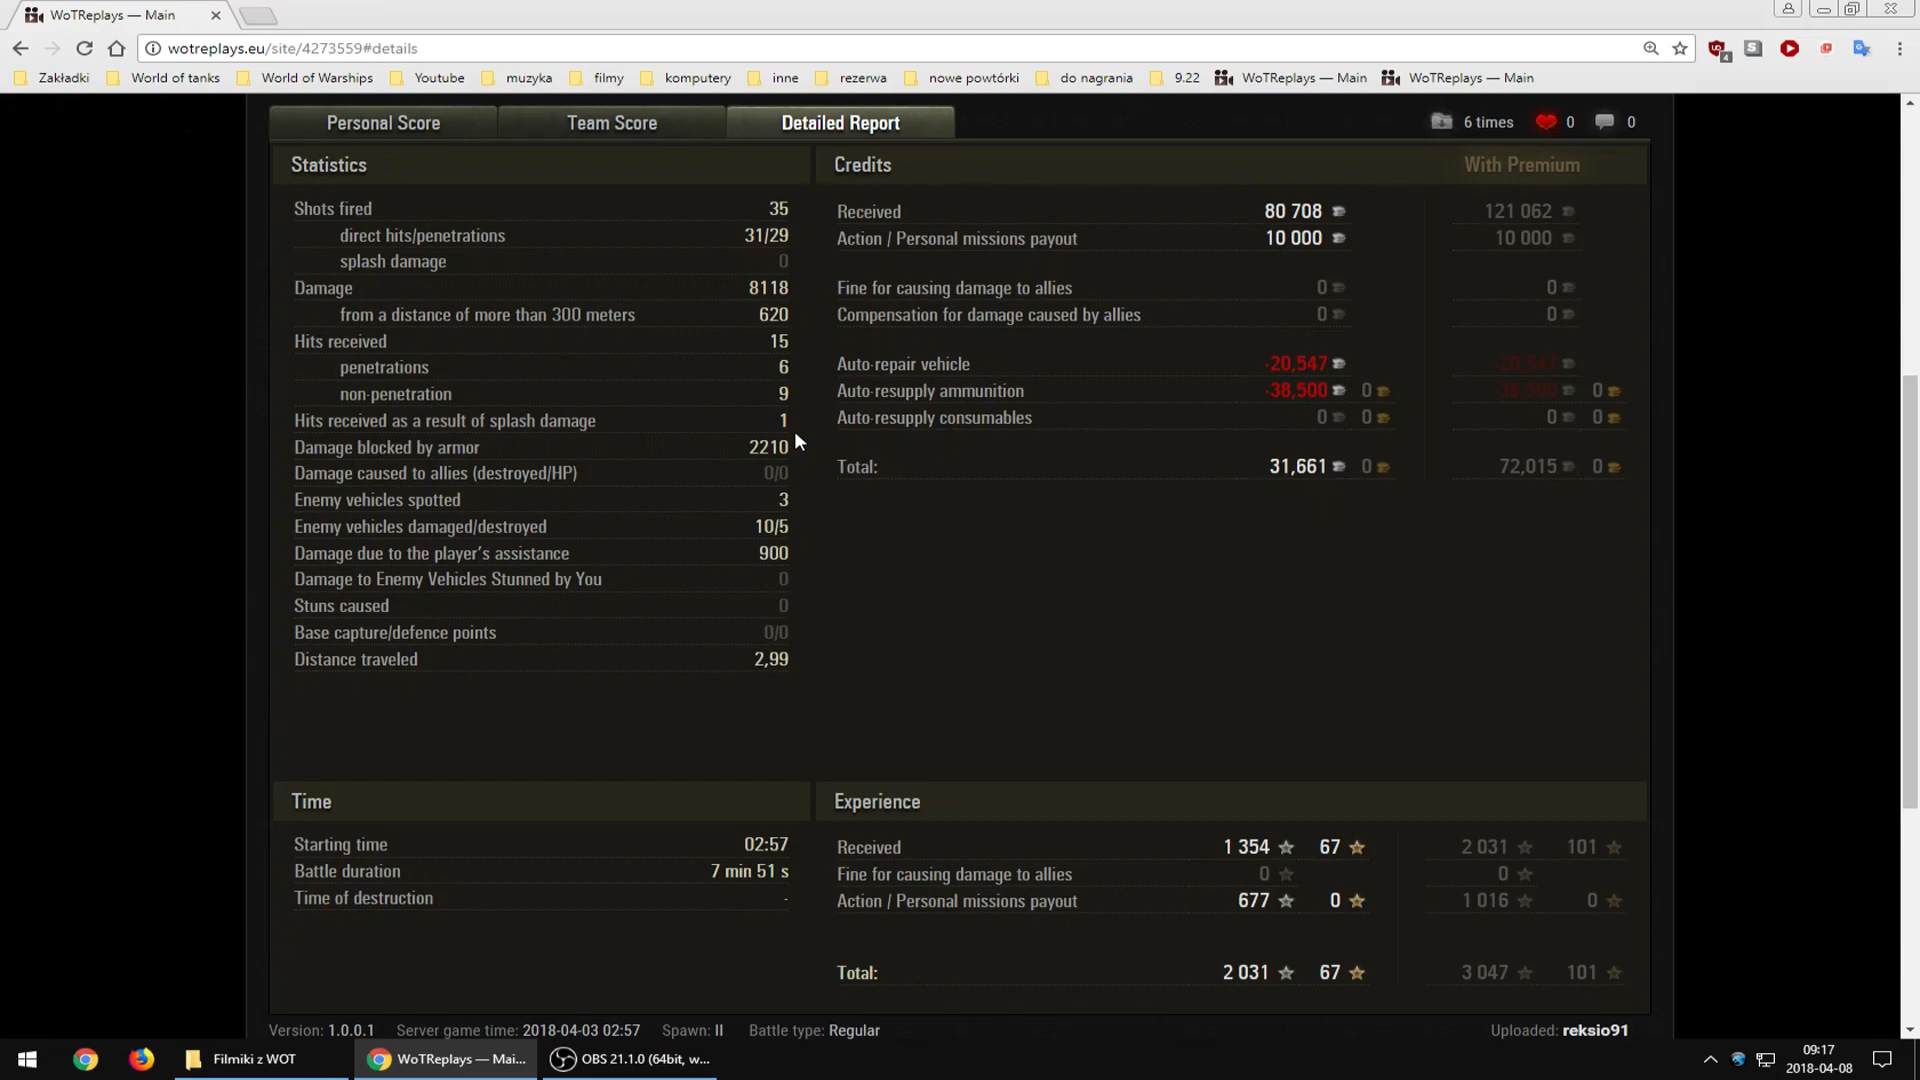 WoTReplays — Main
wotreplays.eu/site/4273559#details
Zakładki World of tanks World of Warships Youtube muzyka filmy komputery inne rezerwa nowe powtórki do nagrania 9.22 WoTReplays — Main WoTReplays — Main
Personal Score Team Score Detailed Report 6 times 0 0
Statistics
Shots fired 35
direct hits/penetrations 31/29
splash damage 0
Damage 8118
from a distance of more than 300 meters 620
Hits received 15
penetrations 6
non-penetration 9
Hits received as a result of splash damage 1
Damage blocked by armor 2210
Damage caused to allies (destroyed/HP) 0/0
Enemy vehicles spotted 3
Enemy vehicles damaged/destroyed 10/5
Damage due to the player's assistance 900
Damage to Enemy Vehicles Stunned by You 0
Stuns caused 0
Base capture/defence points 0/0
Distance traveled 2,99
Credits With Premium
Received 80 708 121 062
Action / Personal missions payout 10 000 10 000
Fine for causing damage to allies 0 0
Compensation for damage caused by allies 0 0
Auto-repair vehicle -20,547 -20,547
Auto-resupply ammunition -38,500 0 -38,500 0
Auto-resupply consumables 0 0 0 0
Total: 31,661 0 72,015 0
Time
Starting time 02:57
Battle duration 7 min 51 s
Time of destruction -
Experience
Received 1 354 67 2 031 101
Fine for causing damage to allies 0 0
Action / Personal missions payout 677 0 1 016 0
Total: 2 031 67 3 047 101
Version: 1.0.0.1 Server game time: 2018-04-03 02:57 Spawn: II Battle type: Regular Uploaded: reksio91
Filmiki z WOT WoTReplays — Mai... OBS 21.1.0 (64bit, w... 09:17
2018-04-08